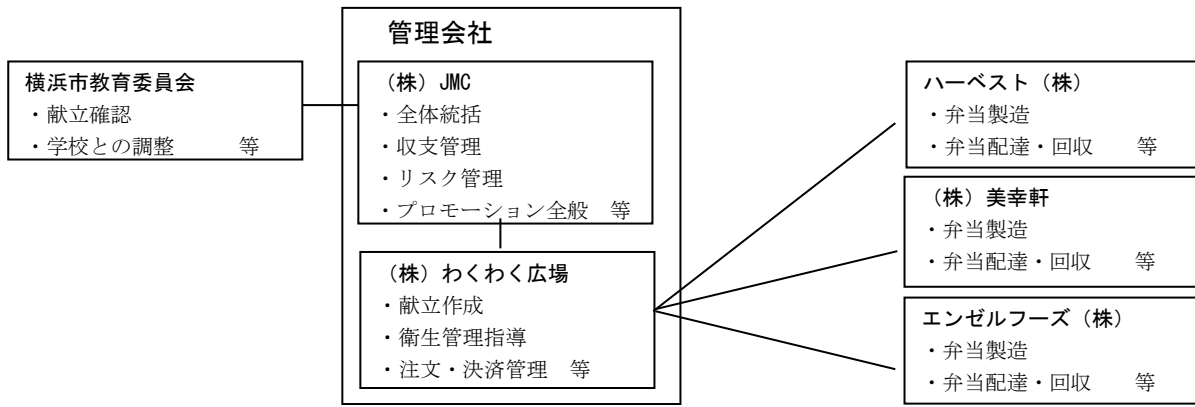 管理会社
横浜市教育委員会
・献立確認
・学校との調整　　　等
（株）JMC
・全体統括
・収支管理
・リスク管理
・プロモーション全般　等
（株）わくわく広場
・献立作成
・衛生管理指導
・注文・決済管理　等
ハーベスト（株）
・弁当製造
・弁当配達・回収　　等
（株）美幸軒
・弁当製造
・弁当配達・回収　　等
エンゼルフーズ（株）
・弁当製造
・弁当配達・回収　　等